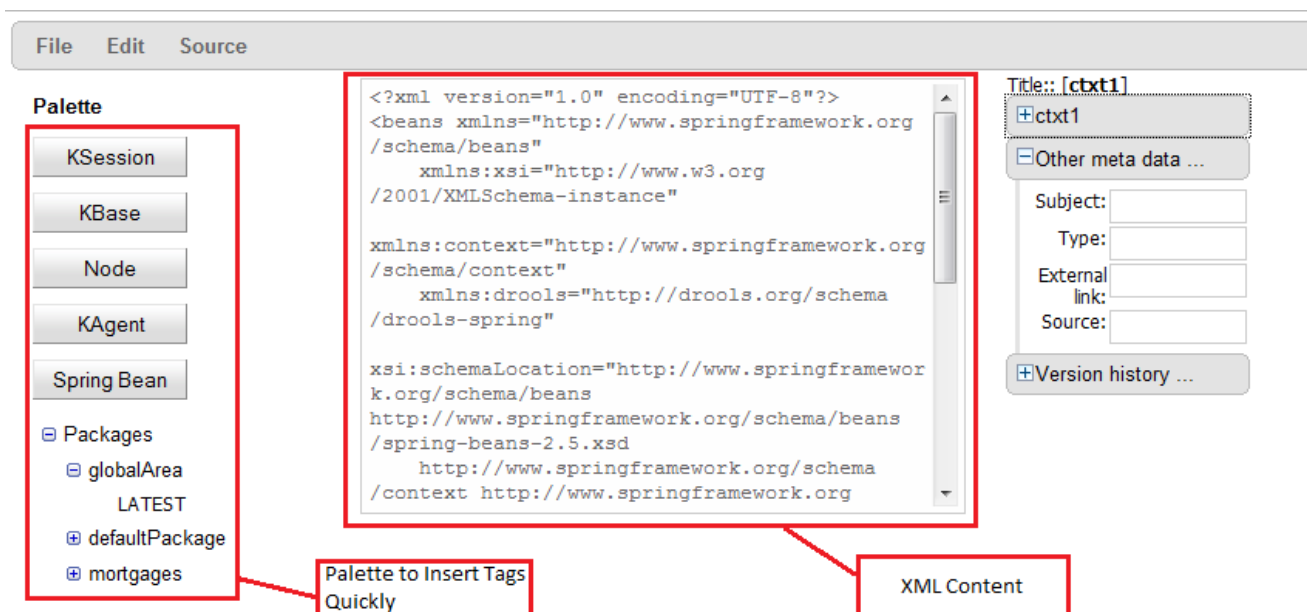 File Edit Source
Palette
KSession
KBase
Node
KAgent
Spring Bean
Packages
globalArea
LATEST
defaultPackage
mortgages
<?xml version="1.0" encoding="UTF-8"?>
<beans xmlns="http://www.springframework.org
/schema/beans"
xmlns:xsi="http://www.w3.org
/2001/XMLSchema-instance"
xmlns:context="http://www.springframework.org
/schema/context"
xmlns:drools="http://drools.org/schema
/drools-spring"
xsi:schemaLocation="http://www.springframewor
k.org/schema/beans
http://www.springframework.org/schema/beans
/spring-beans-2.5.xsd
http://www.springframework.org/schema
/context http://www.springframework.org
Title:: [ctxt1]
ctxt1
Other meta data ...
Subject:
Type:
External
link:
Source:
Version history ...
Palette to Insert Tags
Quickly
XML Content